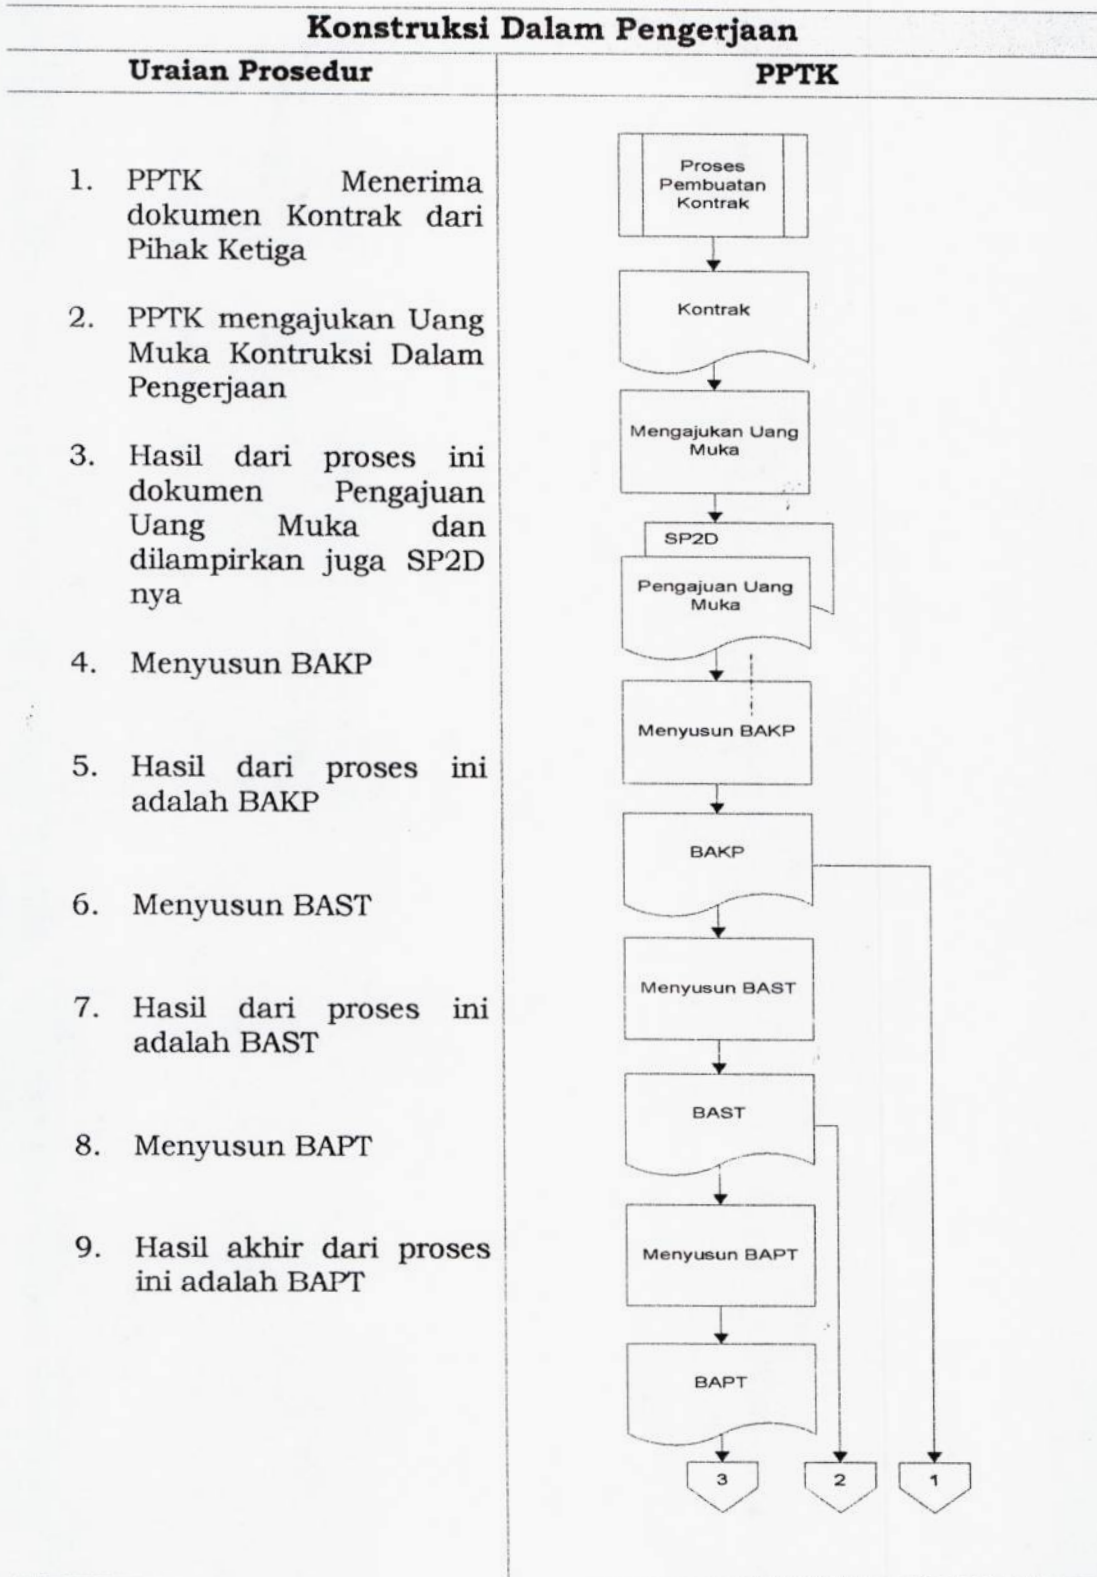 Konstruksi Dalam Pengerjaan
Uraian Prosedur
PPTK
1. PPTK Menerima
dokumen Kontrak dari
Pihak Ketiga
2. PPTK mengajukan Uang
Muka Kontruksi Dalam
Pengerjaan
3. Hasil dari proses ini
dokumen Pengajuan
Uang Muka dan
dilampirkan juga SP2D
nya
4. Menyusun BAKP
5. Hasil dari proses ini
adalah BAKP
6. Menyusun BAST
7. Hasil dari proses ini
adalah BAST
8. Menyusun BAPT
9. Hasil akhir dari proses
ini adalah BAPT
Proses
Pembuatan
Kontrak
Kontrak
Mengajukan Uang
Muka
SP2D
Pengajuan Uang
Muka
Menyusun BAKP
BAKP
Menyusun BAST
BAST
Menyusun BAPT
BAPT
3
2
1